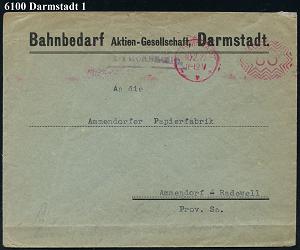 6100 Darmstadt 1
Bahnbedarf Aktien-Gesellschaft, Darmstadt.
An die
Ammendorfer Papierfabrik
Ammendorf & Radewell
Prov. Sa.